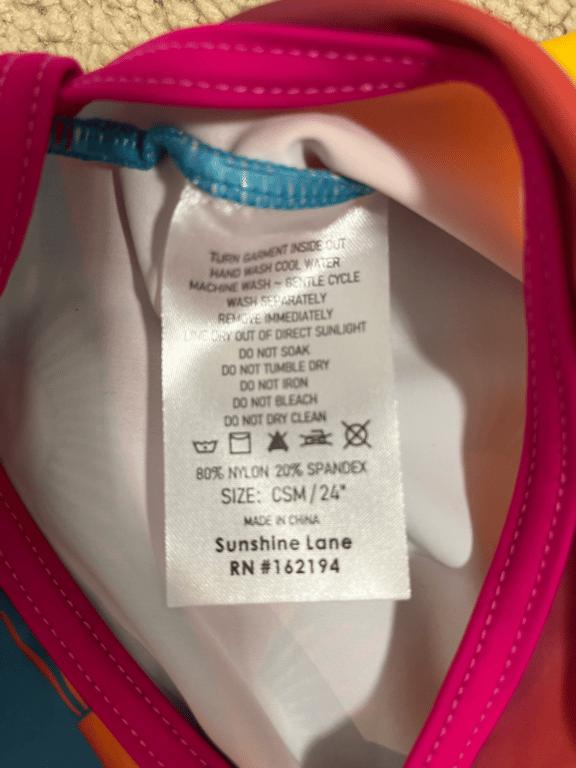 TURN GARMENT INSIDE OUT
HAND WASH COOL WATER
MACHINE WASH ~ GENTLE CYCLE
WASH SEPARATELY
REMOVE IMMEDIATELY
LINE DRY OUT OF DIRECT SUNLIGHT
DO NOT SOAK
DO NOT TUMBLE DRY
DO NOT IRON
DO NOT BLEACH
DO NOT DRY CLEAN
80% NYLON 20% SPANDEX
SIZE: CSM/24"
MADE IN CHINA
Sunshine Lane
RN #162194